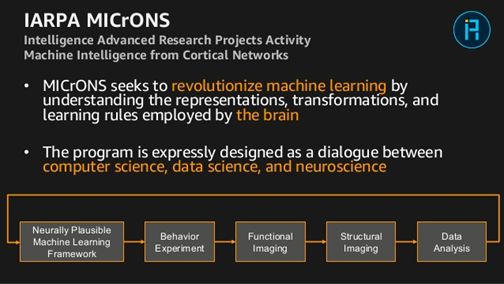 IARPA MICrONS
Intelligence Advanced Research Projects Activity
Machine Intelligence from Cortical Networks
• MICrONS seeks to revolutionize machine learning by
understanding the representations, transformations, and
learning rules employed by the brain
• The program is expressly designed as a dialogue between
computer science, data science, and neuroscience
Neurally Plausible
Machine Learning
Framework
Behavior
Experiment
Functional
Imaging
Structural
Imaging
Data
Analysis